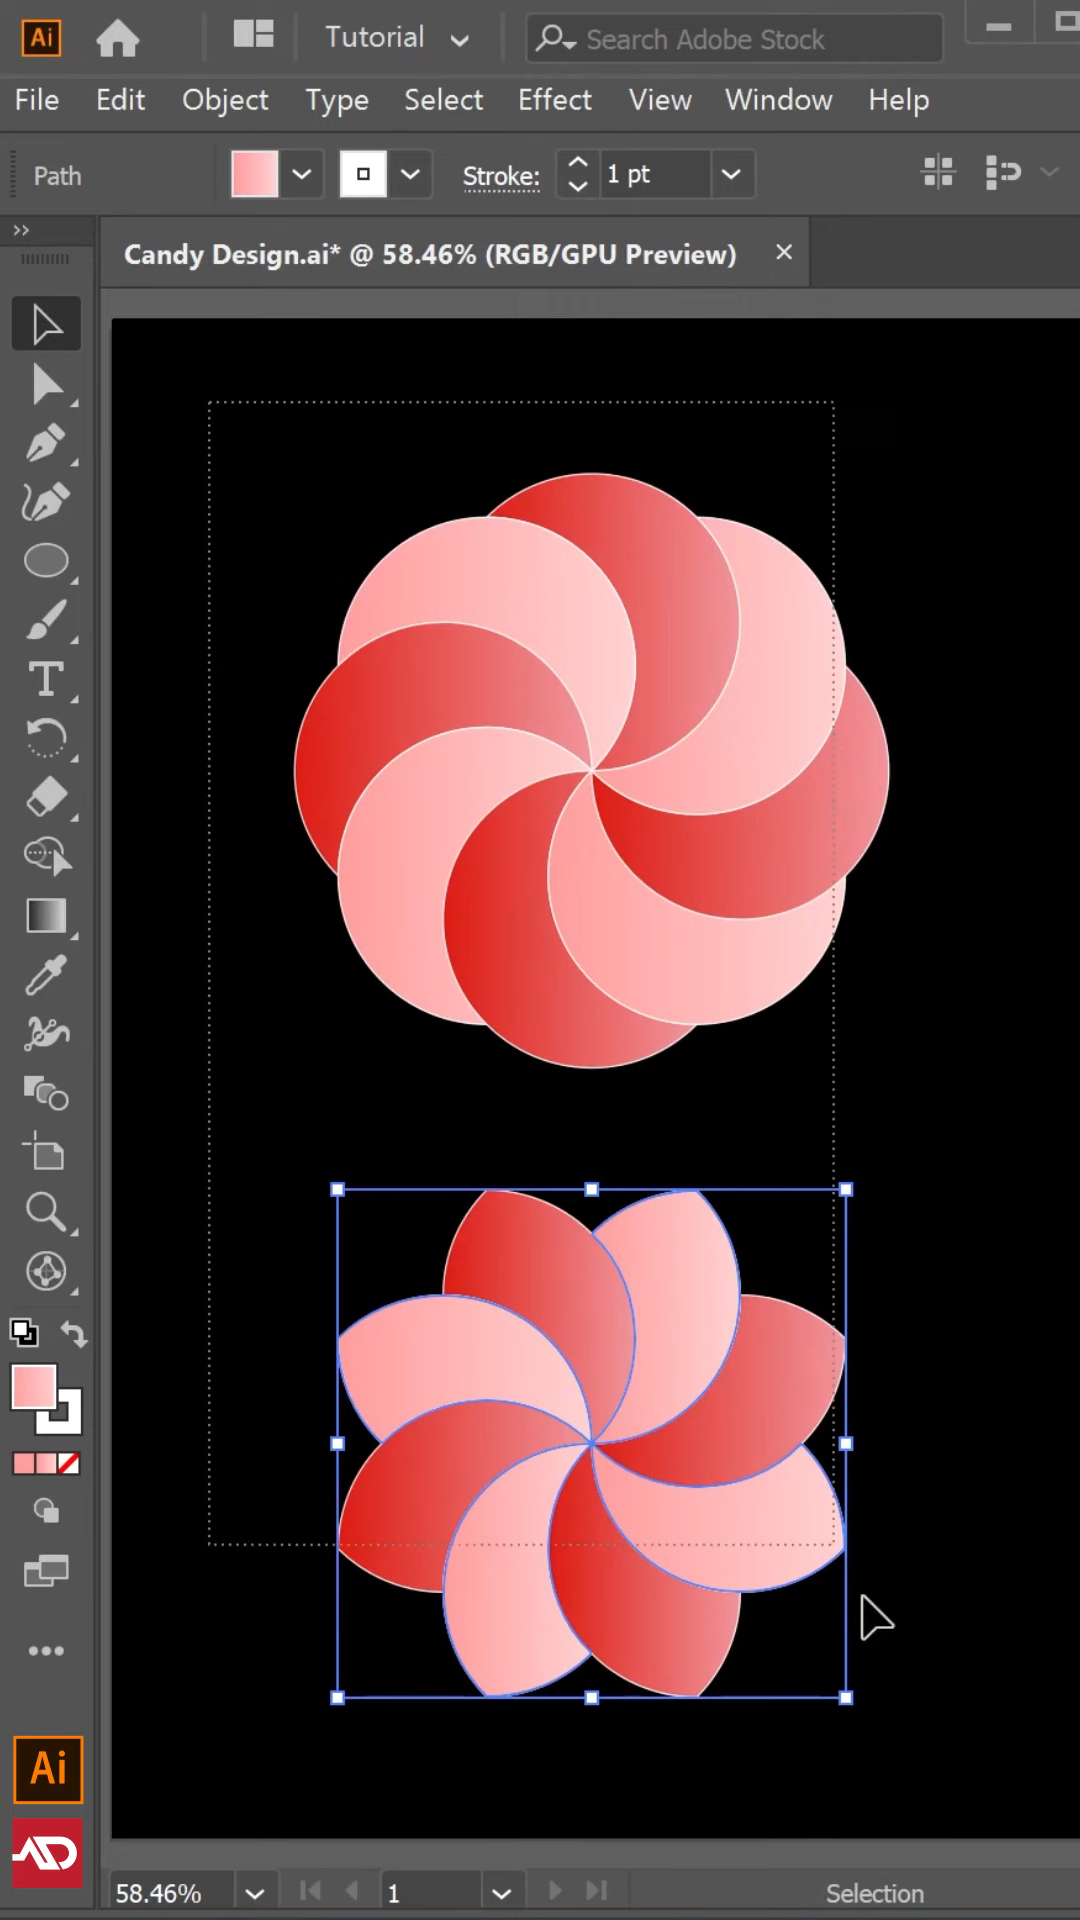 Ai Tutorial Search Adobe Stock
File Edit Object Type Select Effect View Window Help
Path Stroke: 1 pt
Candy Design.ai* @ 58.46% (RGB/GPU Preview) ×
T
Ai
AD
58.46% 1 Selection